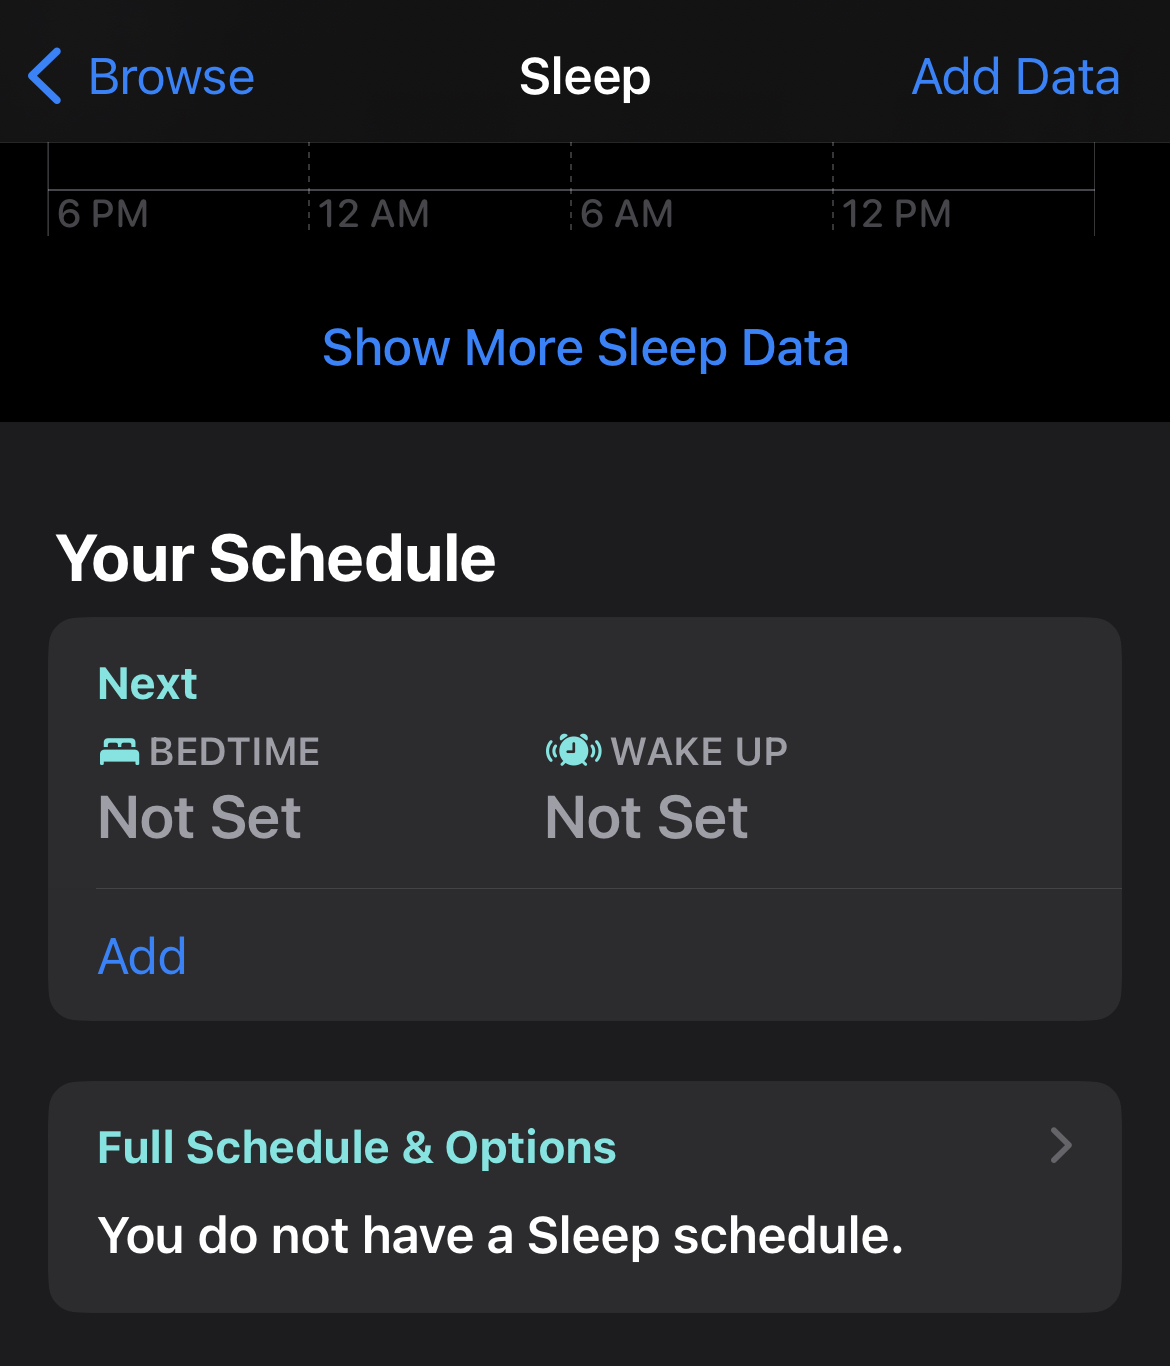 Browse
Sleep
Add Data
6 PM
12 AM
6 AM
12 PM
Show More Sleep Data
Your Schedule
Next
BEDTIME
WAKE UP
Not Set
Not Set
Add
Full Schedule & Options
You do not have a Sleep schedule.